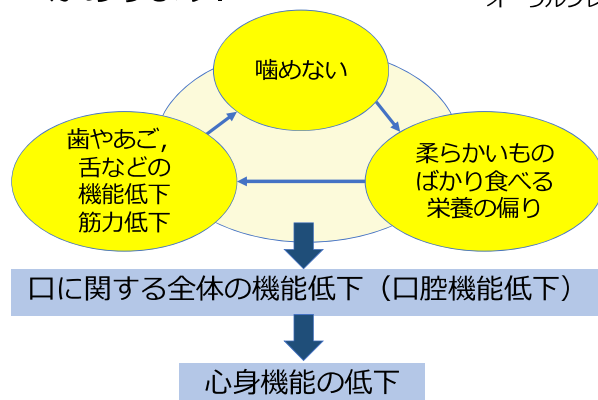 噛めない
歯やあご，
舌などの
機能低下
筋力低下
柔らかいもの
ばかり食べる
栄養の偏り
口に関する全体の機能低下（口腔機能低下）
心身機能の低下